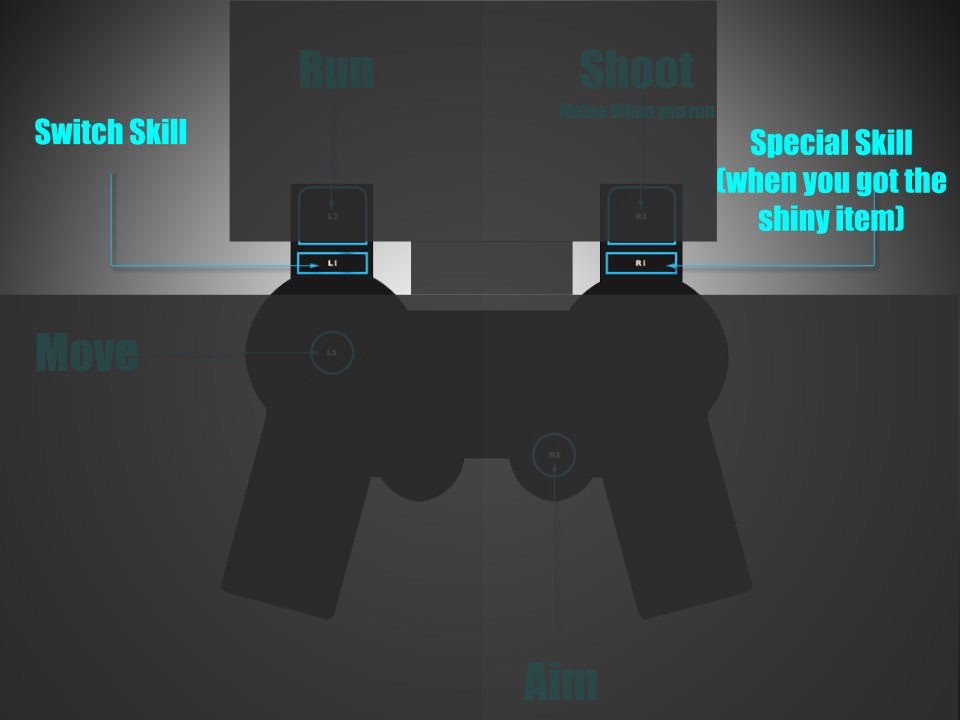 Run
Shoot
Melee When you run
Switch Skill
Special Skill
(when you got the
shiny item)
L2
R2
L1
R1
Move
LS
RS
Aim